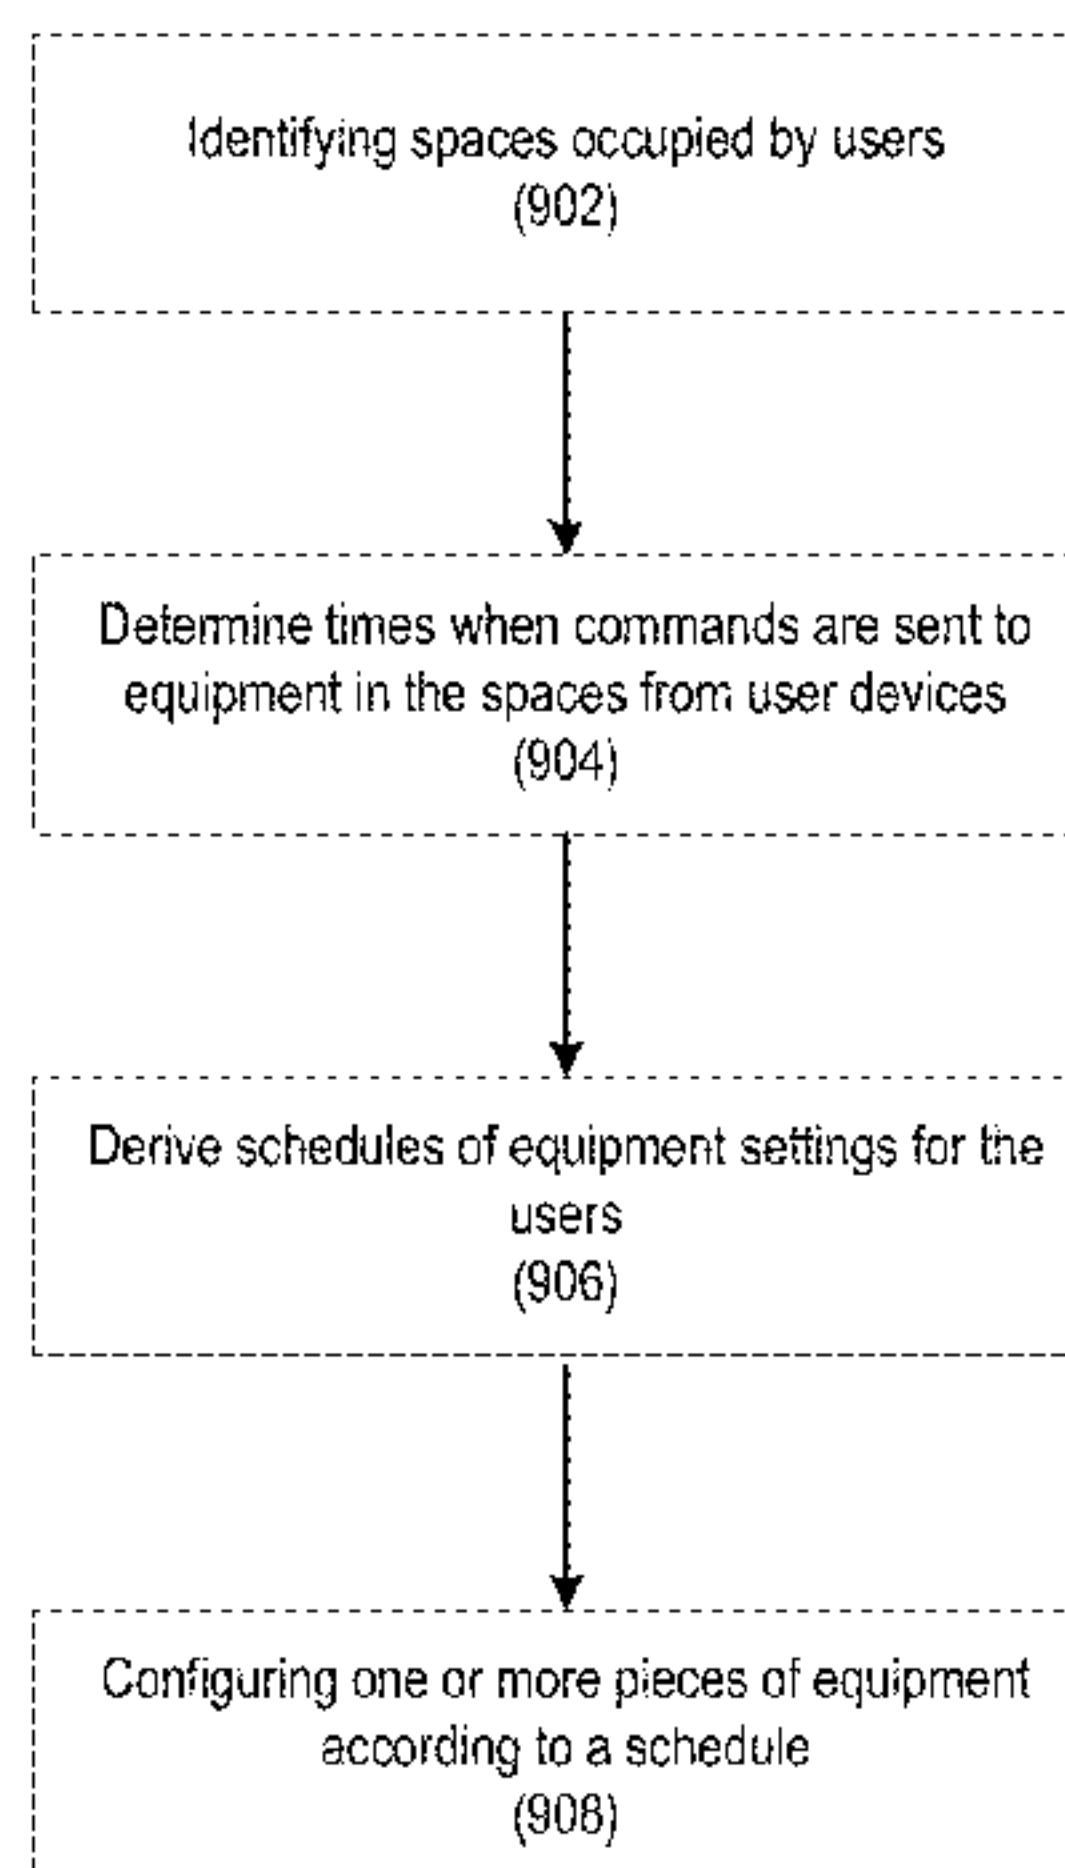 Identifying spaces occupied by users
(902)
Determine times when commands are sent to
equipment in the spaces from user devices
(904)
Derive schedules of equipment settings for the
users
(906)
Configuring one or more pieces of equipment
according to a schedule
(908)